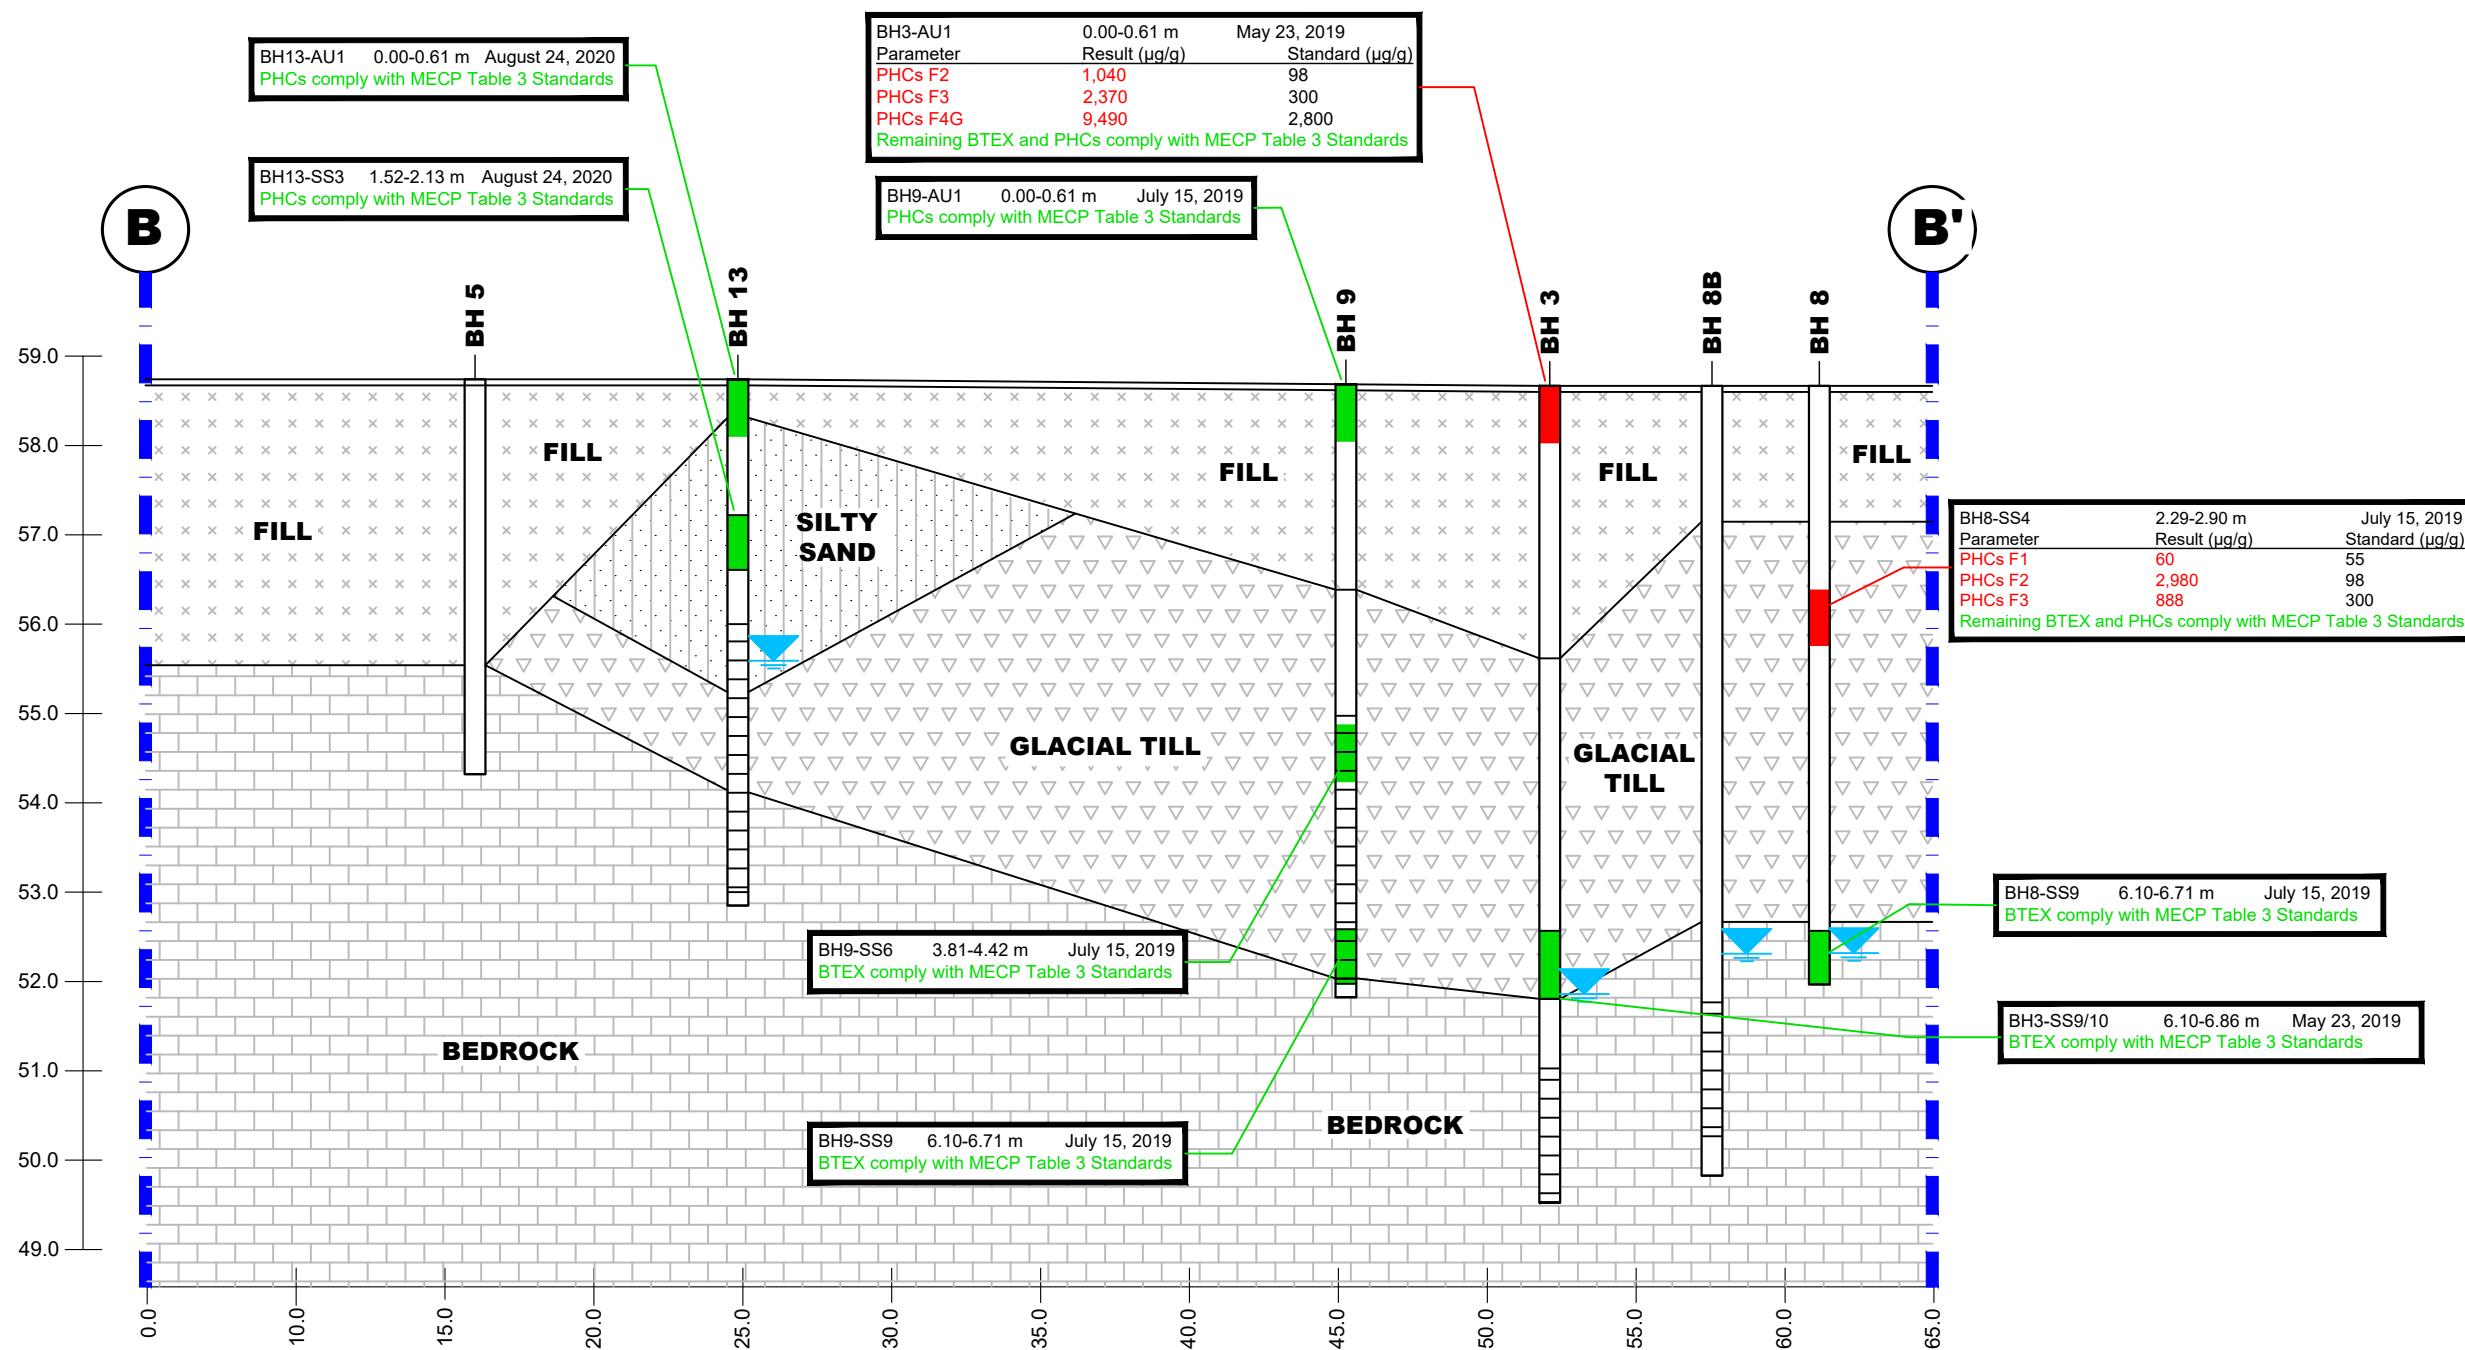 BH13-AU1 0.00-0.61 m August 24, 2020
PHCs comply with MECP Table 3 Standards
BH3-AU1 0.00-0.61 m May 23, 2019
Parameter Result (µg/g) Standard (µg/g)
PHCs F2 1,040 98
PHCs F3 2,370 300
PHCs F4G 9,490 2,800
Remaining BTEX and PHCs comply with MECP Table 3 Standards
BH13-SS3 1.52-2.13 m August 24, 2020
PHCs comply with MECP Table 3 Standards
BH9-AU1 0.00-0.61 m July 15, 2019
PHCs comply with MECP Table 3 Standards
B
B'
BH 5
BH 13
BH 9
BH 3
BH 8B
BH 8
59.0
58.0
57.0
56.0
55.0
54.0
53.0
52.0
51.0
50.0
49.0
FILL
FILL
FILL
FILL
FILL
SILTY
SAND
BH8-SS4 2.29-2.90 m July 15, 2019
Parameter Result (µg/g) Standard (µg/g)
PHCs F1 60 55
PHCs F2 2,980 98
PHCs F3 888 300
Remaining BTEX and PHCs comply with MECP Table 3 Standards
GLACIAL TILL
GLACIAL
TILL
BH8-SS9 6.10-6.71 m July 15, 2019
BTEX comply with MECP Table 3 Standards
BH9-SS6 3.81-4.42 m July 15, 2019
BTEX comply with MECP Table 3 Standards
BH3-SS9/10 6.10-6.86 m May 23, 2019
BTEX comply with MECP Table 3 Standards
BEDROCK
BEDROCK
BH9-SS9 6.10-6.71 m July 15, 2019
BTEX comply with MECP Table 3 Standards
0.0
10.0
15.0
20.0
25.0
30.0
35.0
40.0
45.0
50.0
55.0
60.0
65.0